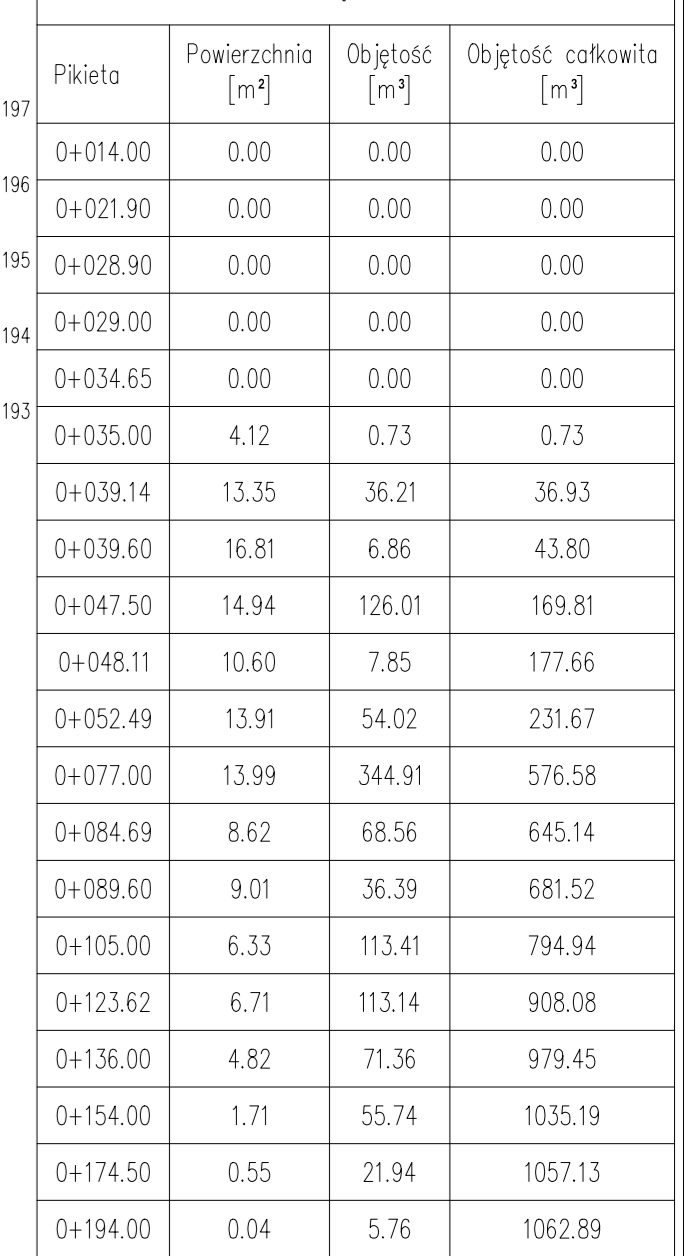 Pikieta Powierzchnia [m²] Objętość [m³] Objętość całkowita [m³]
197
0+014.00 0.00 0.00 0.00
196
0+021.90 0.00 0.00 0.00
195
0+028.90 0.00 0.00 0.00
0+029.00 0.00 0.00 0.00
194
0+034.65 0.00 0.00 0.00
193
0+035.00 4.12 0.73 0.73
0+039.14 13.35 36.21 36.93
0+039.60 16.81 6.86 43.80
0+047.50 14.94 126.01 169.81
0+048.11 10.60 7.85 177.66
0+052.49 13.91 54.02 231.67
0+077.00 13.99 344.91 576.58
0+084.69 8.62 68.56 645.14
0+089.60 9.01 36.39 681.52
0+105.00 6.33 113.41 794.94
0+123.62 6.71 113.14 908.08
0+136.00 4.82 71.36 979.45
0+154.00 1.71 55.74 1035.19
0+174.50 0.55 21.94 1057.13
0+194.00 0.04 5.76 1062.89